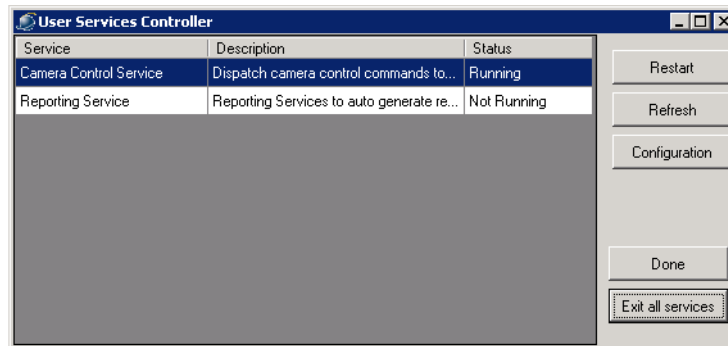 User Services Controller
Service Description Status
Camera Control Service Dispatch camera control commands to... Running
Reporting Service Reporting Services to auto generate re... Not Running
Restart
Refresh
Configuration
Done
Exit all services